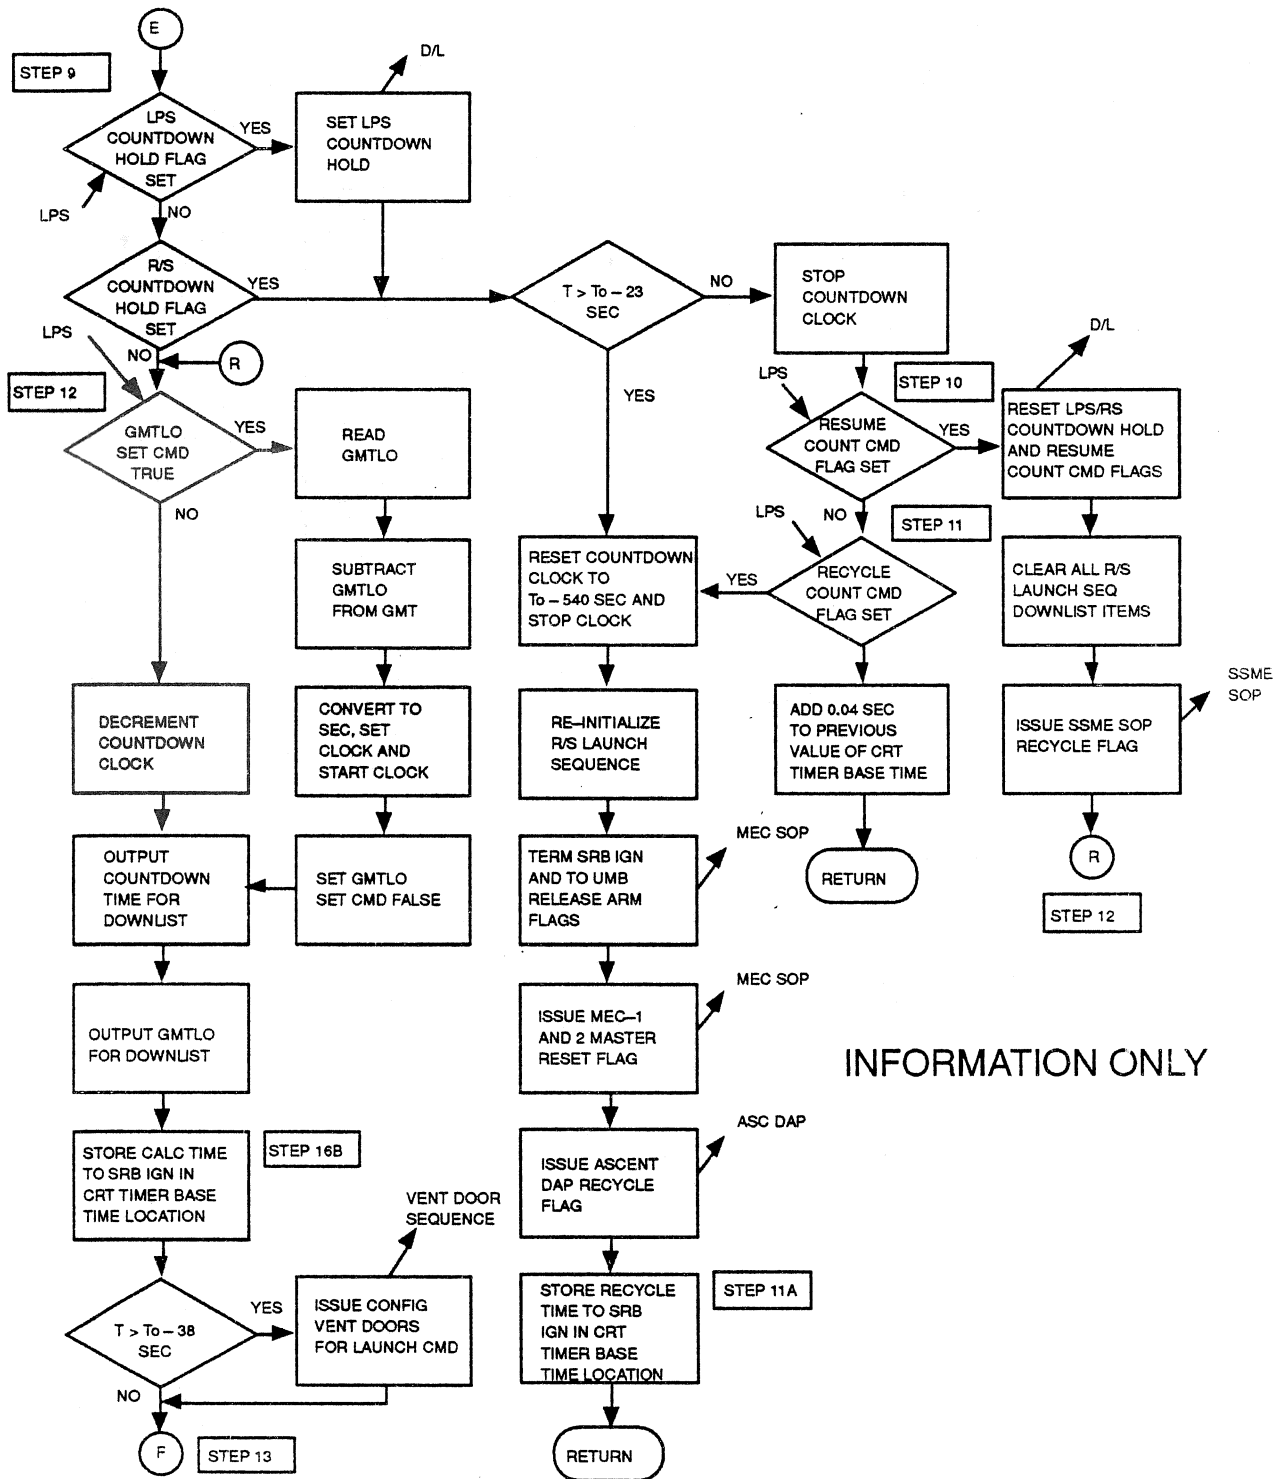 E
STEP 9
D/L
LPS
COUNTDOWN
HOLD FLAG
SET
YES
SET LPS
COUNTDOWN
HOLD
LPS
NO
R/S
COUNTDOWN
HOLD FLAG
SET
YES
T > To – 23
SEC
NO
STOP
COUNTDOWN
CLOCK
LPS
NO
R
STEP 12
GMTLO
SET CMD
TRUE
YES
NO
READ
GMTLO
YES
LPS
STEP 10
RESUME
COUNT CMD
FLAG SET
YES
D/L
RESET LPS/RS
COUNTDOWN HOLD
AND RESUME
COUNT CMD FLAGS
NO
SUBTRACT
GMTLO
FROM GMT
RESET COUNTDOWN
CLOCK TO
To – 540 SEC AND
STOP CLOCK
YES
LPS
STEP 11
RECYCLE
COUNT CMD
FLAG SET
CLEAR ALL R/S
LAUNCH SEQ
DOWNLIST ITEMS
DECREMENT
COUNTDOWN
CLOCK
CONVERT TO
SEC, SET
CLOCK AND
START CLOCK
RE–INITIALIZE
R/S LAUNCH
SEQUENCE
ADD 0.04 SEC
TO PREVIOUS
VALUE OF CRT
TIMER BASE TIME
ISSUE SSME SOP
RECYCLE FLAG
SSME
SOP
OUTPUT
COUNTDOWN
TIME FOR
DOWNLIST
SET GMTLO
SET CMD FALSE
TERM SRB IGN
AND TO UMB
RELEASE ARM
FLAGS
MEC SOP
RETURN
R
STEP 12
OUTPUT GMTLO
FOR DOWNLIST
ISSUE MEC–1
AND 2 MASTER
RESET FLAG
MEC SOP
INFORMATION ONLY
STORE CALC TIME
TO SRB IGN IN
CRT TIMER BASE
TIME LOCATION
STEP 16B
ISSUE ASCENT
DAP RECYCLE
FLAG
ASC DAP
VENT DOOR
SEQUENCE
T > To – 38
SEC
YES
ISSUE CONFIG
VENT DOORS
FOR LAUNCH CMD
STORE RECYCLE
TIME TO SRB
IGN IN CRT
TIMER BASE
TIME LOCATION
STEP 11A
NO
F
STEP 13
RETURN